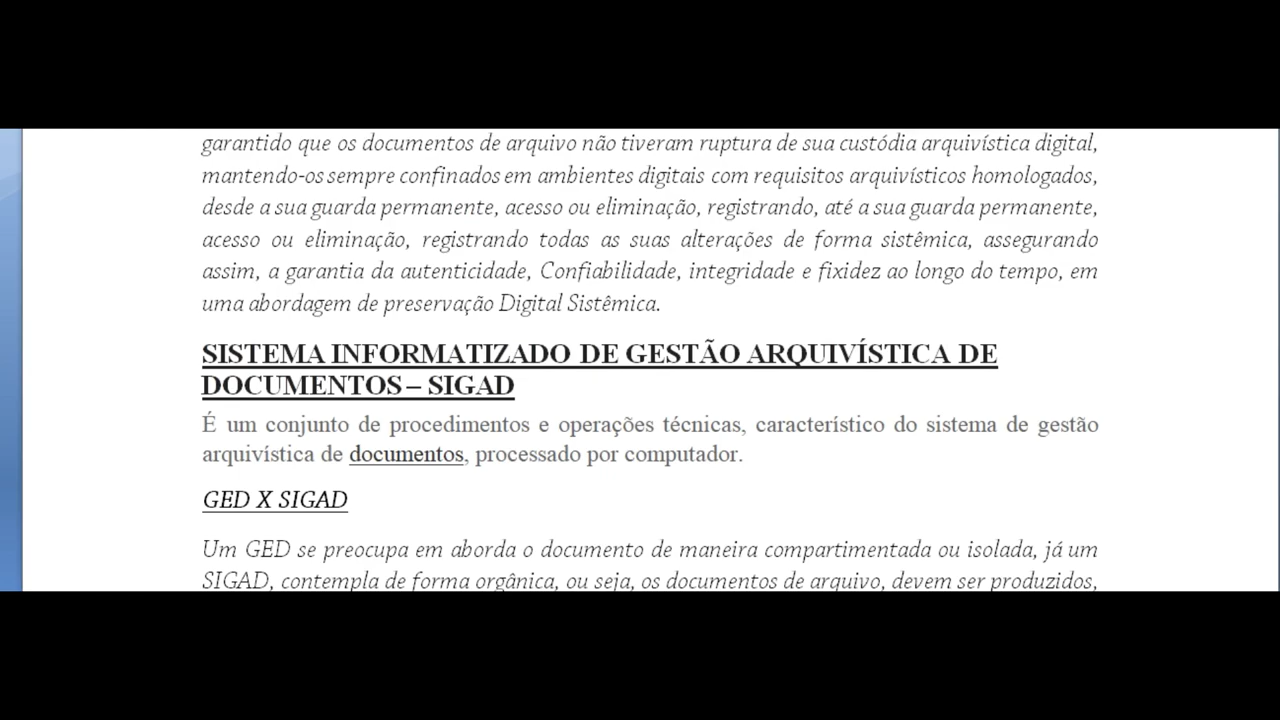 garantido que os documentos de arquivo não tiveram ruptura de sua custódia arquivística digital,
mantendo-os sempre confinados em ambientes digitais com requisitos arquivísticos homologados,
desde a sua guarda permanente, acesso ou eliminação, registrando, até a sua guarda permanente,
acesso ou eliminação, registrando todas as suas alterações de forma sistêmica, assegurando
assim, a garantia da autenticidade, Confiabilidade, integridade e fixidez ao longo do tempo, em
uma abordagem de preservação Digital Sistêmica.
SISTEMA INFORMATIZADO DE GESTÃO ARQUIVÍSTICA DE
DOCUMENTOS – SIGAD
É um conjunto de procedimentos e operações técnicas, característico do sistema de gestão
arquivística de documentos, processado por computador.
GED X SIGAD
Um GED se preocupa em aborda o documento de maneira compartimentada ou isolada, já um
SIGAD, contempla de forma orgânica, ou seja, os documentos de arquivo, devem ser produzidos,